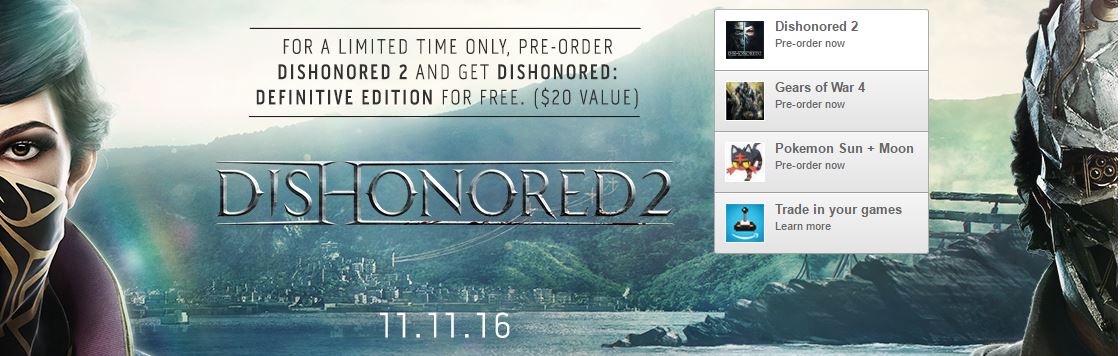 FOR A LIMITED TIME ONLY, PRE-ORDER
DISHONORED 2 AND GET DISHONORED:
DEFINITIVE EDITION FOR FREE. ($20 VALUE)
DISHONORED 2
11.11.16
DISHONORED2
Dishonored 2
Pre-order now
Gears of War 4
Pre-order now
Pokemon Sun + Moon
Pre-order now
Trade in your games
Learn more